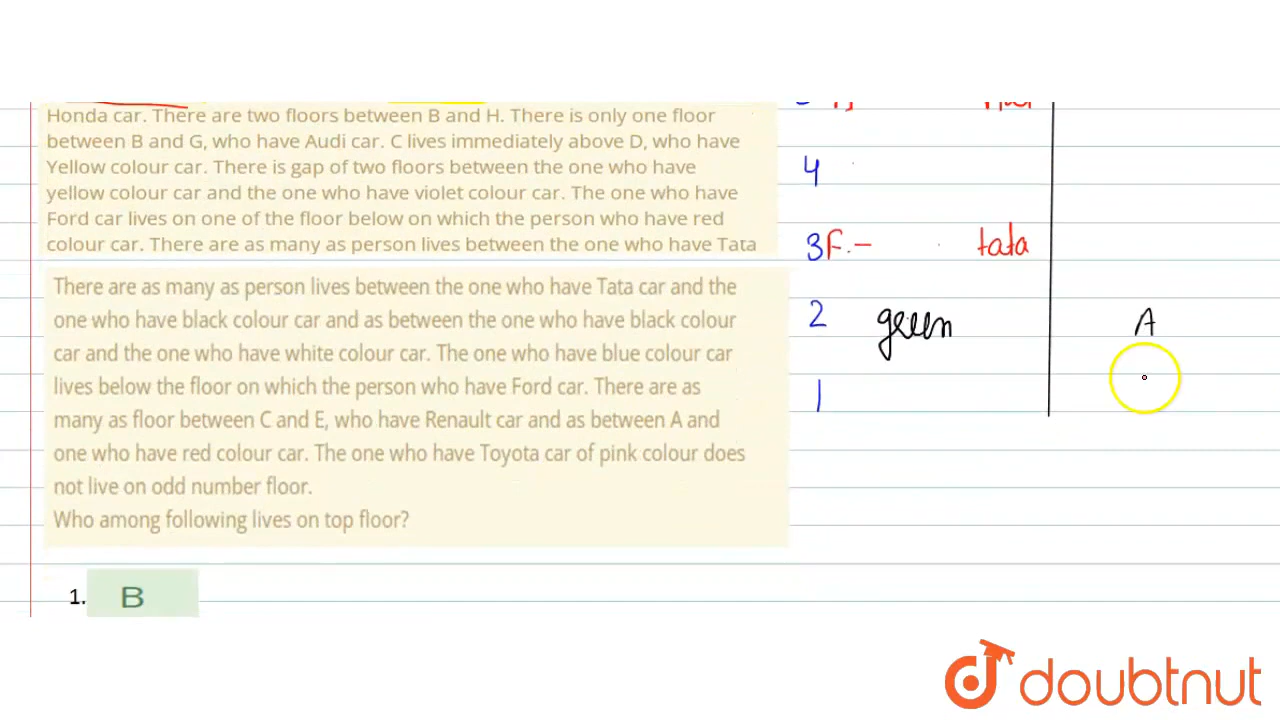 Honda car. There are two floors between B and H. There is only one floor
between B and G, who have Audi car. C lives immediately above D, who have
Yellow colour car. There is gap of two floors between the one who have
yellow colour car and the one who have violet colour car. The one who have
Ford car lives on one of the floor below on which the person who have red
colour car. There are as many as person lives between the one who have Tata
There are as many as person lives between the one who have Tata car and the
one who have black colour car and as between the one who have black colour
car and the one who have white colour car. The one who have blue colour car
lives below the floor on which the person who have Ford car. There are as
many as floor between C and E, who have Renault car and as between A and
one who have red colour car. The one who have Toyota car of pink colour does
not live on odd number floor.
Who among following lives on top floor?
1. B
4
3 F. - tata
2 green A
1
doubtnut